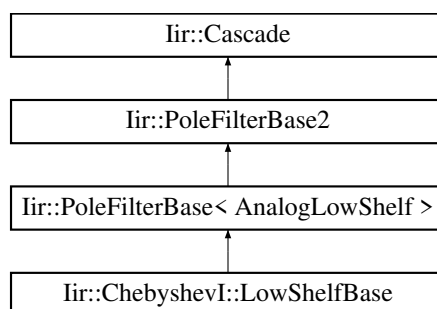 Iir::Cascade
Iir::PoleFilterBase2
Iir::PoleFilterBase< AnalogLowShelf >
Iir::ChebyshevI::LowShelfBase